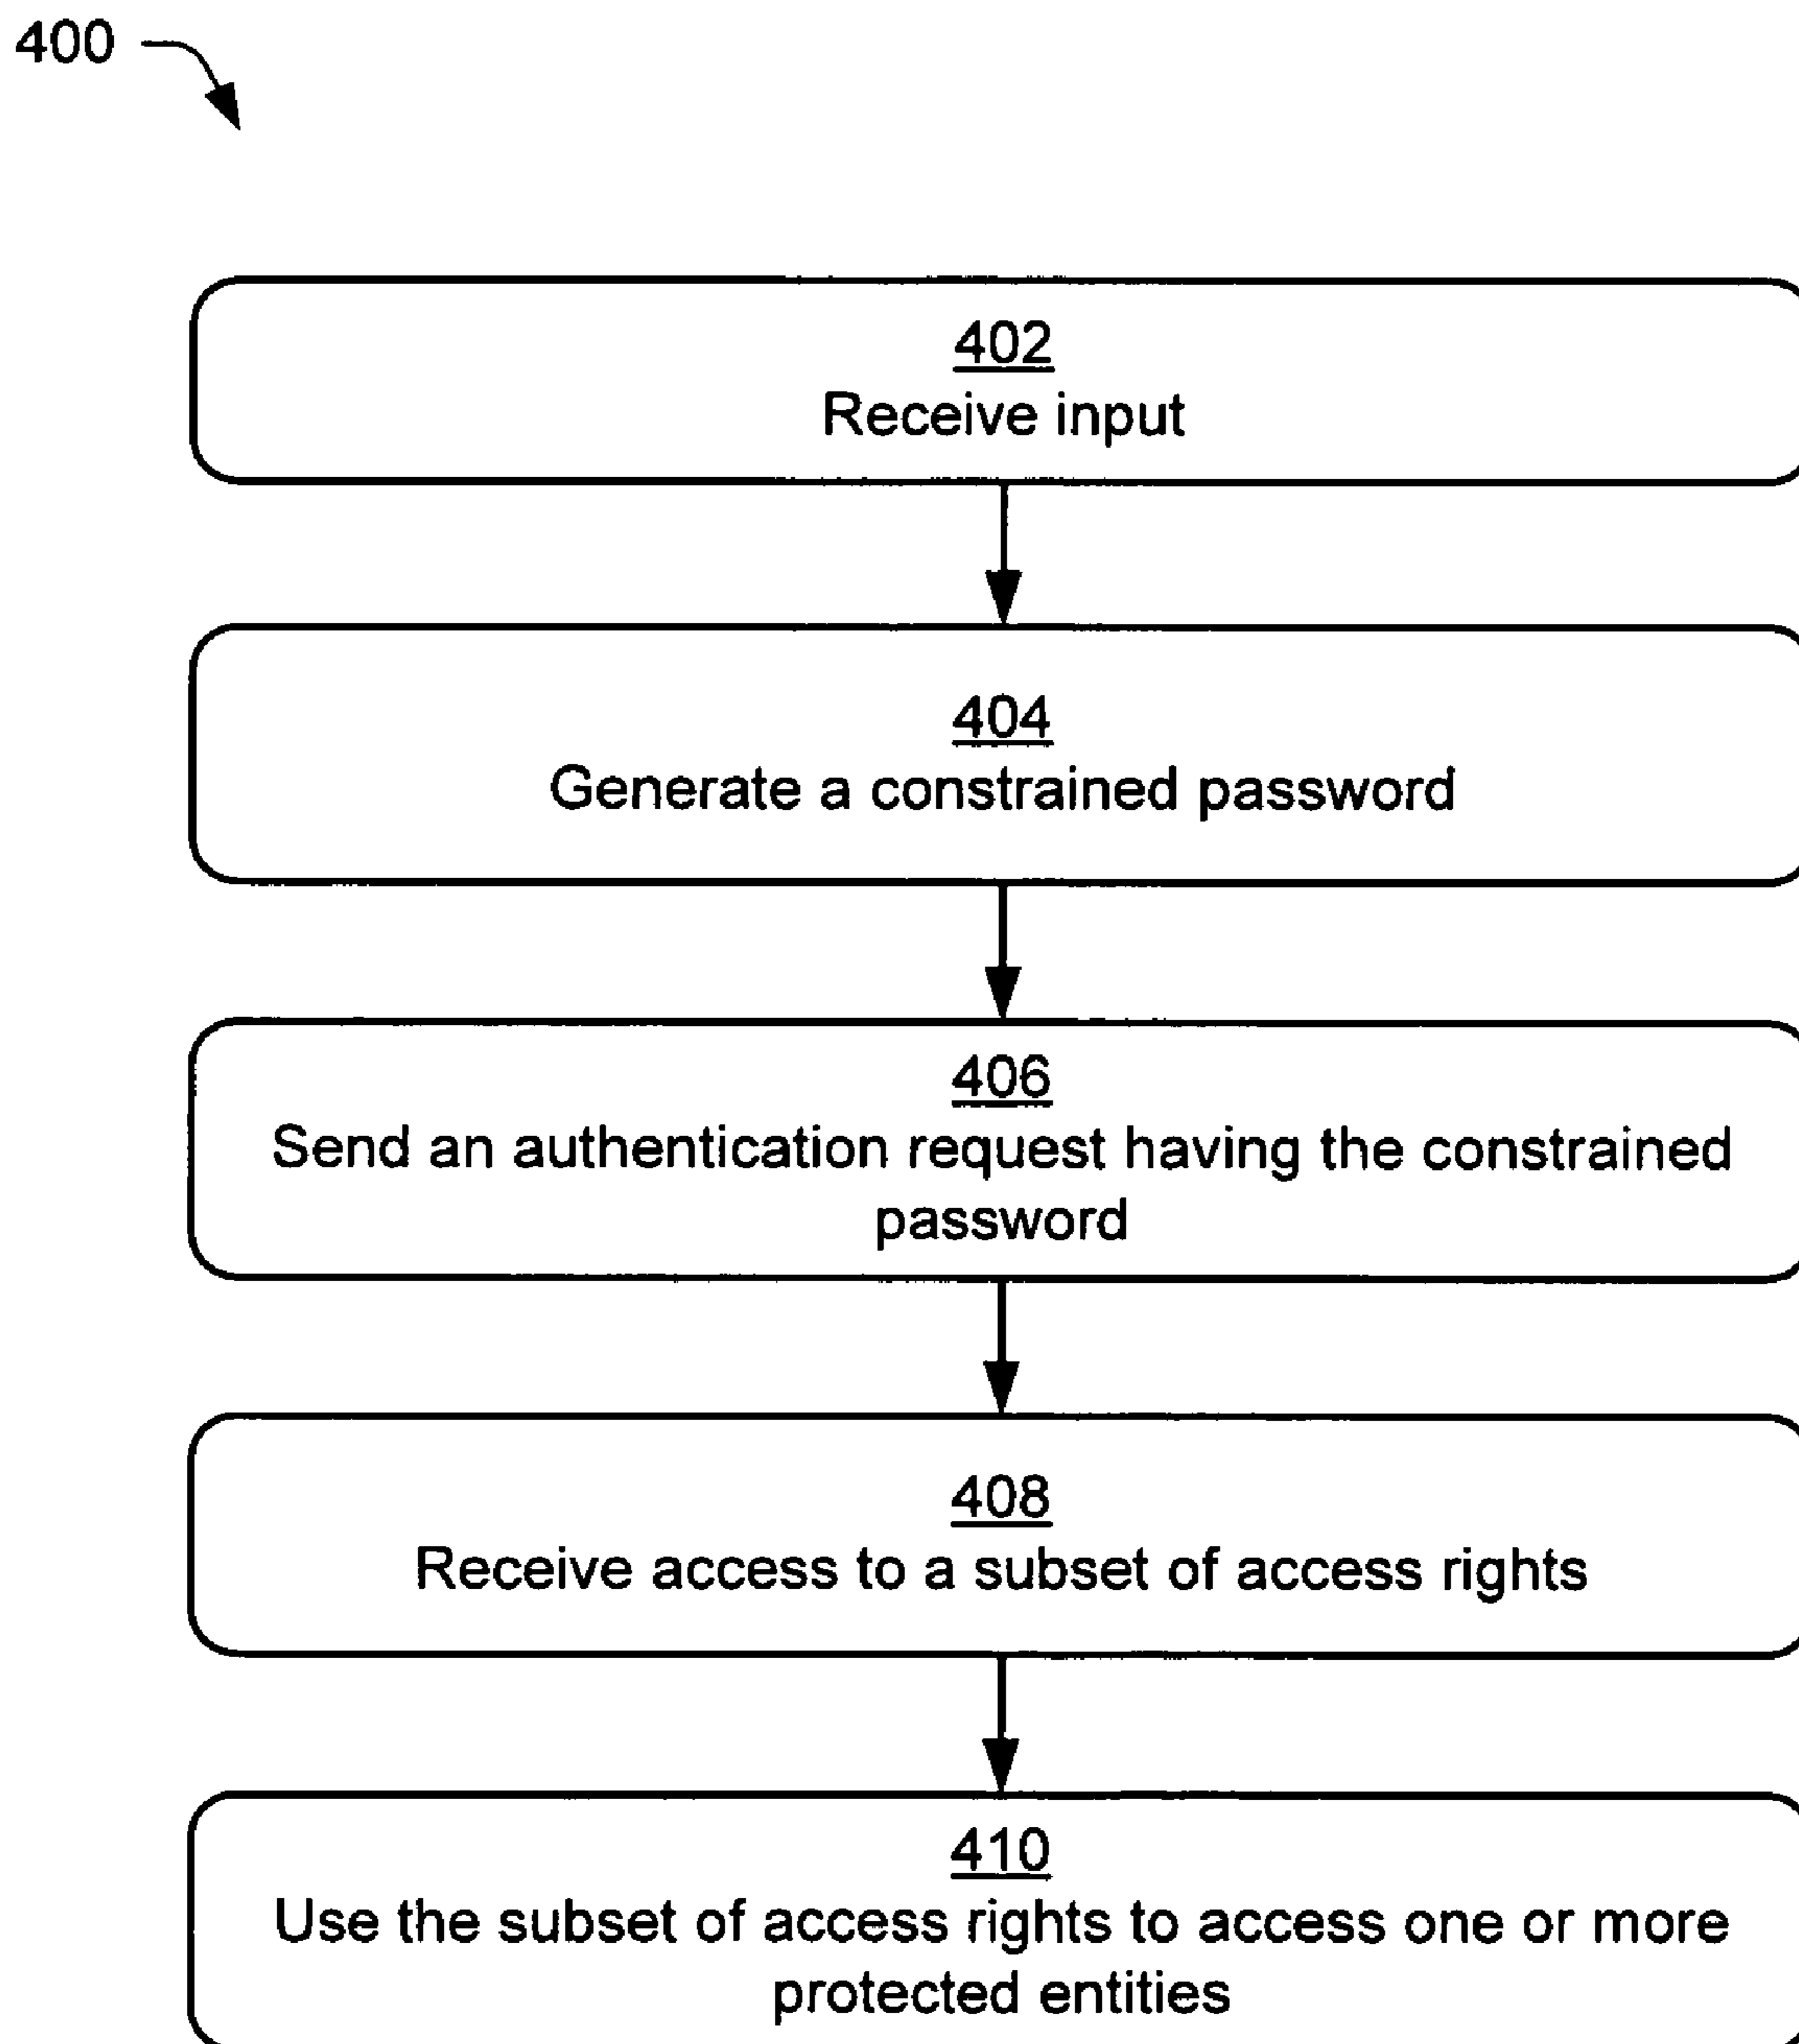 400
402
Receive input
404
Generate a constrained password
406
Send an authentication request having the constrained
password
408
Receive access to a subset of access rights
410
Use the subset of access rights to access one or more
protected entities